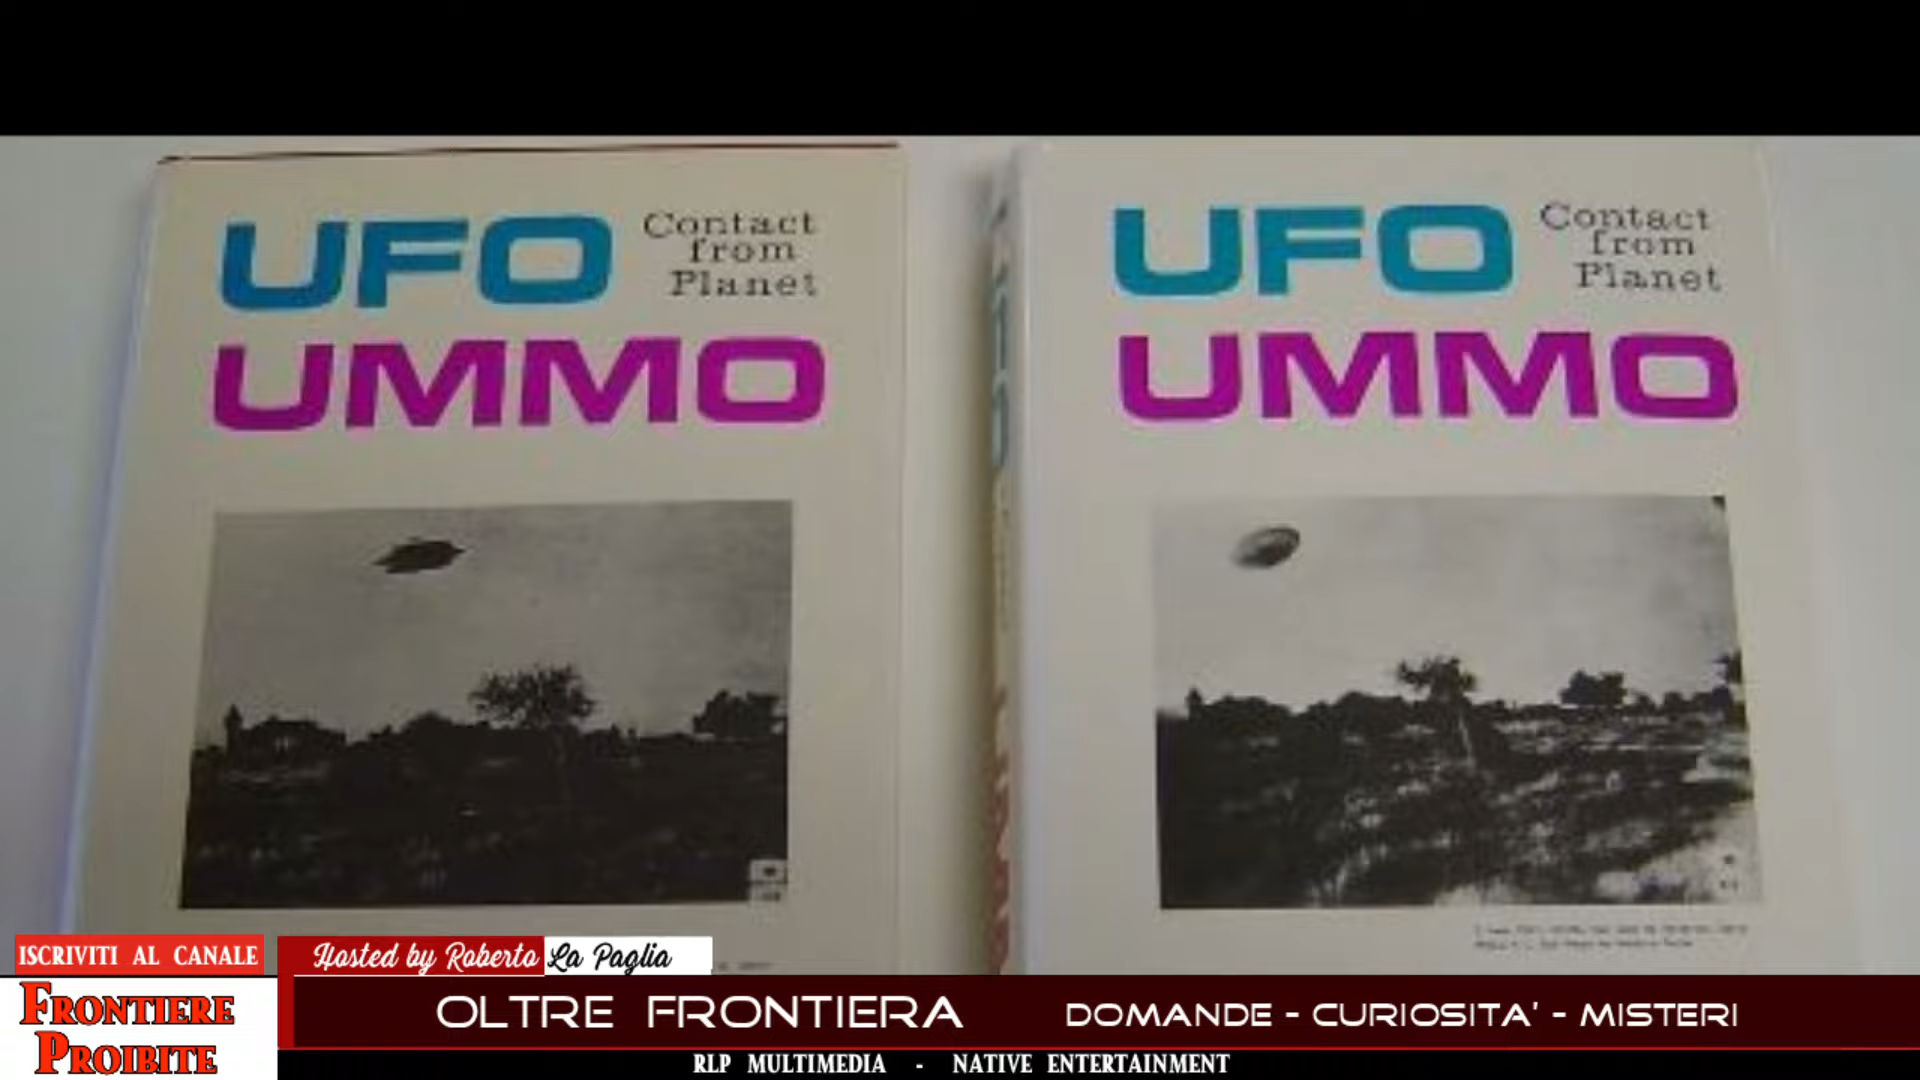 UFO Contact
from
Planet
UMMO
UFO Contact
from
Planet
UMMO
ISCRIVITI AL CANALE
Hosted by Roberto La Paglia
FRONTIERE
PROIBITE
OLTRE FRONTIERA
DOMANDE - CURIOSITA' - MISTERI
RLP MULTIMEDIA - NATIVE ENTERTAINMENT